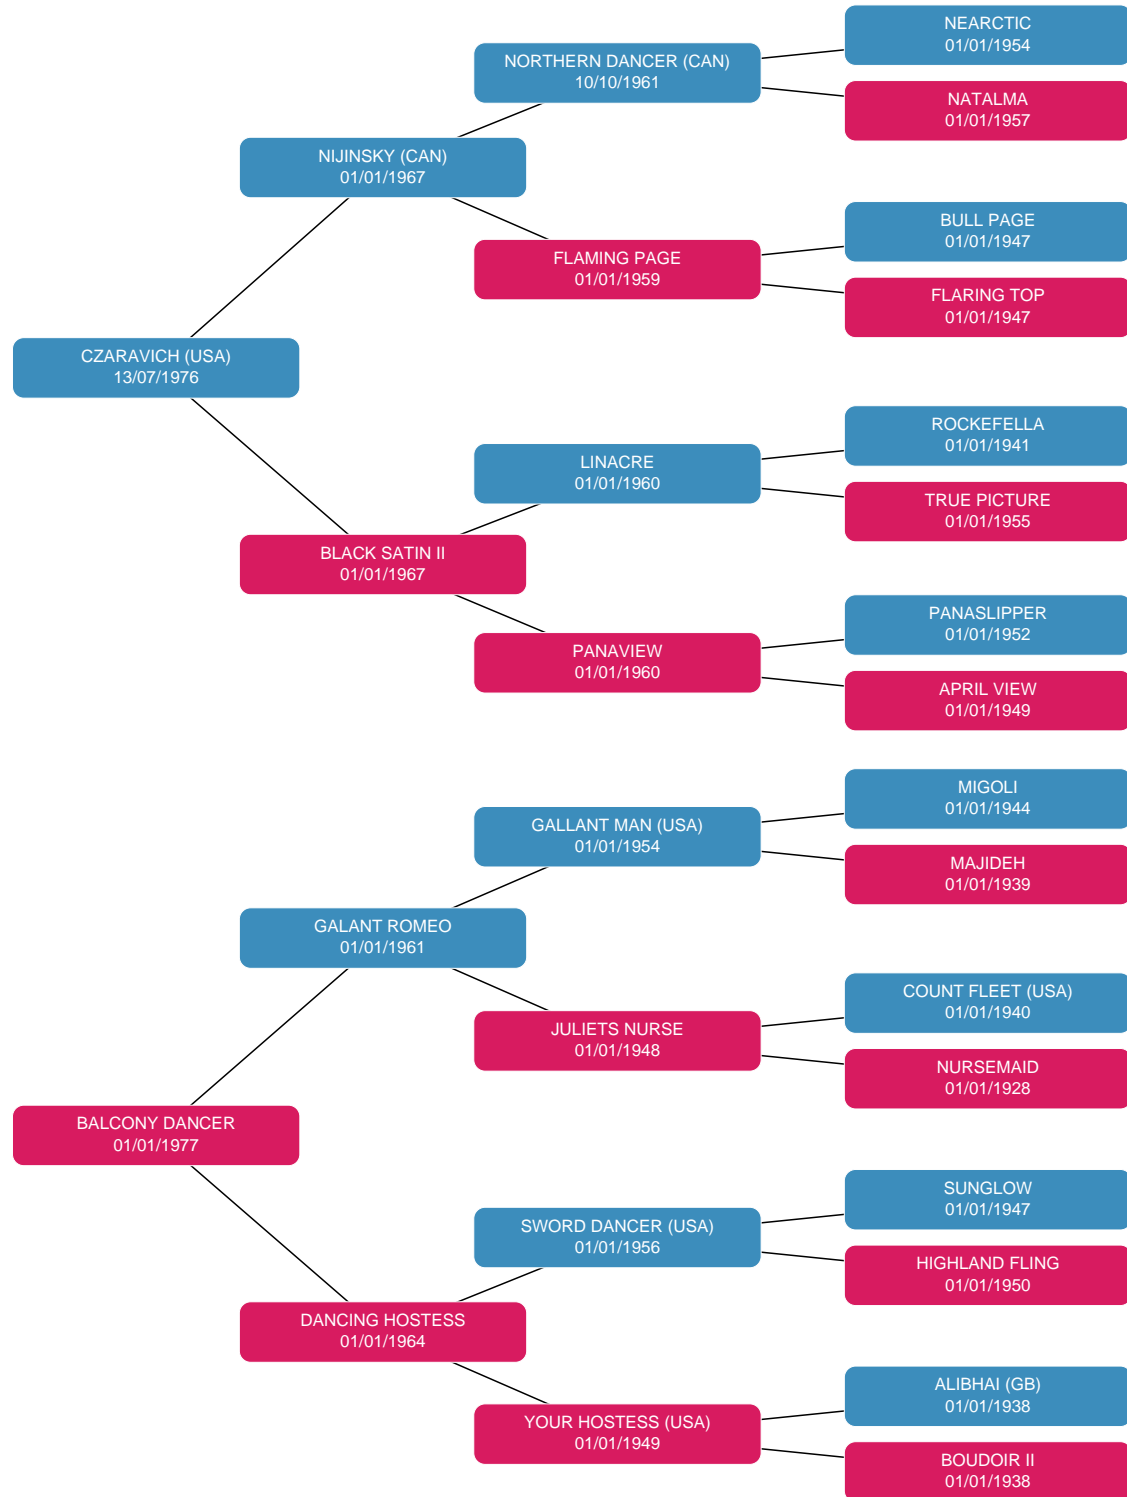 NEARCTIC
01/01/1954
NORTHERN DANCER (CAN)
10/10/1961
NATALMA
01/01/1957
NIJINSKY (CAN)
01/01/1967
BULL PAGE
01/01/1947
FLAMING PAGE
01/01/1959
FLARING TOP
01/01/1947
CZARAVICH (USA)
13/07/1976
ROCKEFELLA
01/01/1941
LINACRE
01/01/1960
TRUE PICTURE
01/01/1955
BLACK SATIN II
01/01/1967
PANASLIPPER
01/01/1952
PANAVIEW
01/01/1960
APRIL VIEW
01/01/1949
MIGOLI
01/01/1944
GALLANT MAN (USA)
01/01/1954
MAJIDEH
01/01/1939
GALANT ROMEO
01/01/1961
COUNT FLEET (USA)
01/01/1940
JULIETS NURSE
01/01/1948
NURSEMAID
01/01/1928
BALCONY DANCER
01/01/1977
SUNGLOW
01/01/1947
SWORD DANCER (USA)
01/01/1956
HIGHLAND FLING
01/01/1950
DANCING HOSTESS
01/01/1964
ALIBHAI (GB)
01/01/1938
YOUR HOSTESS (USA)
01/01/1949
BOUDOIR II
01/01/1938